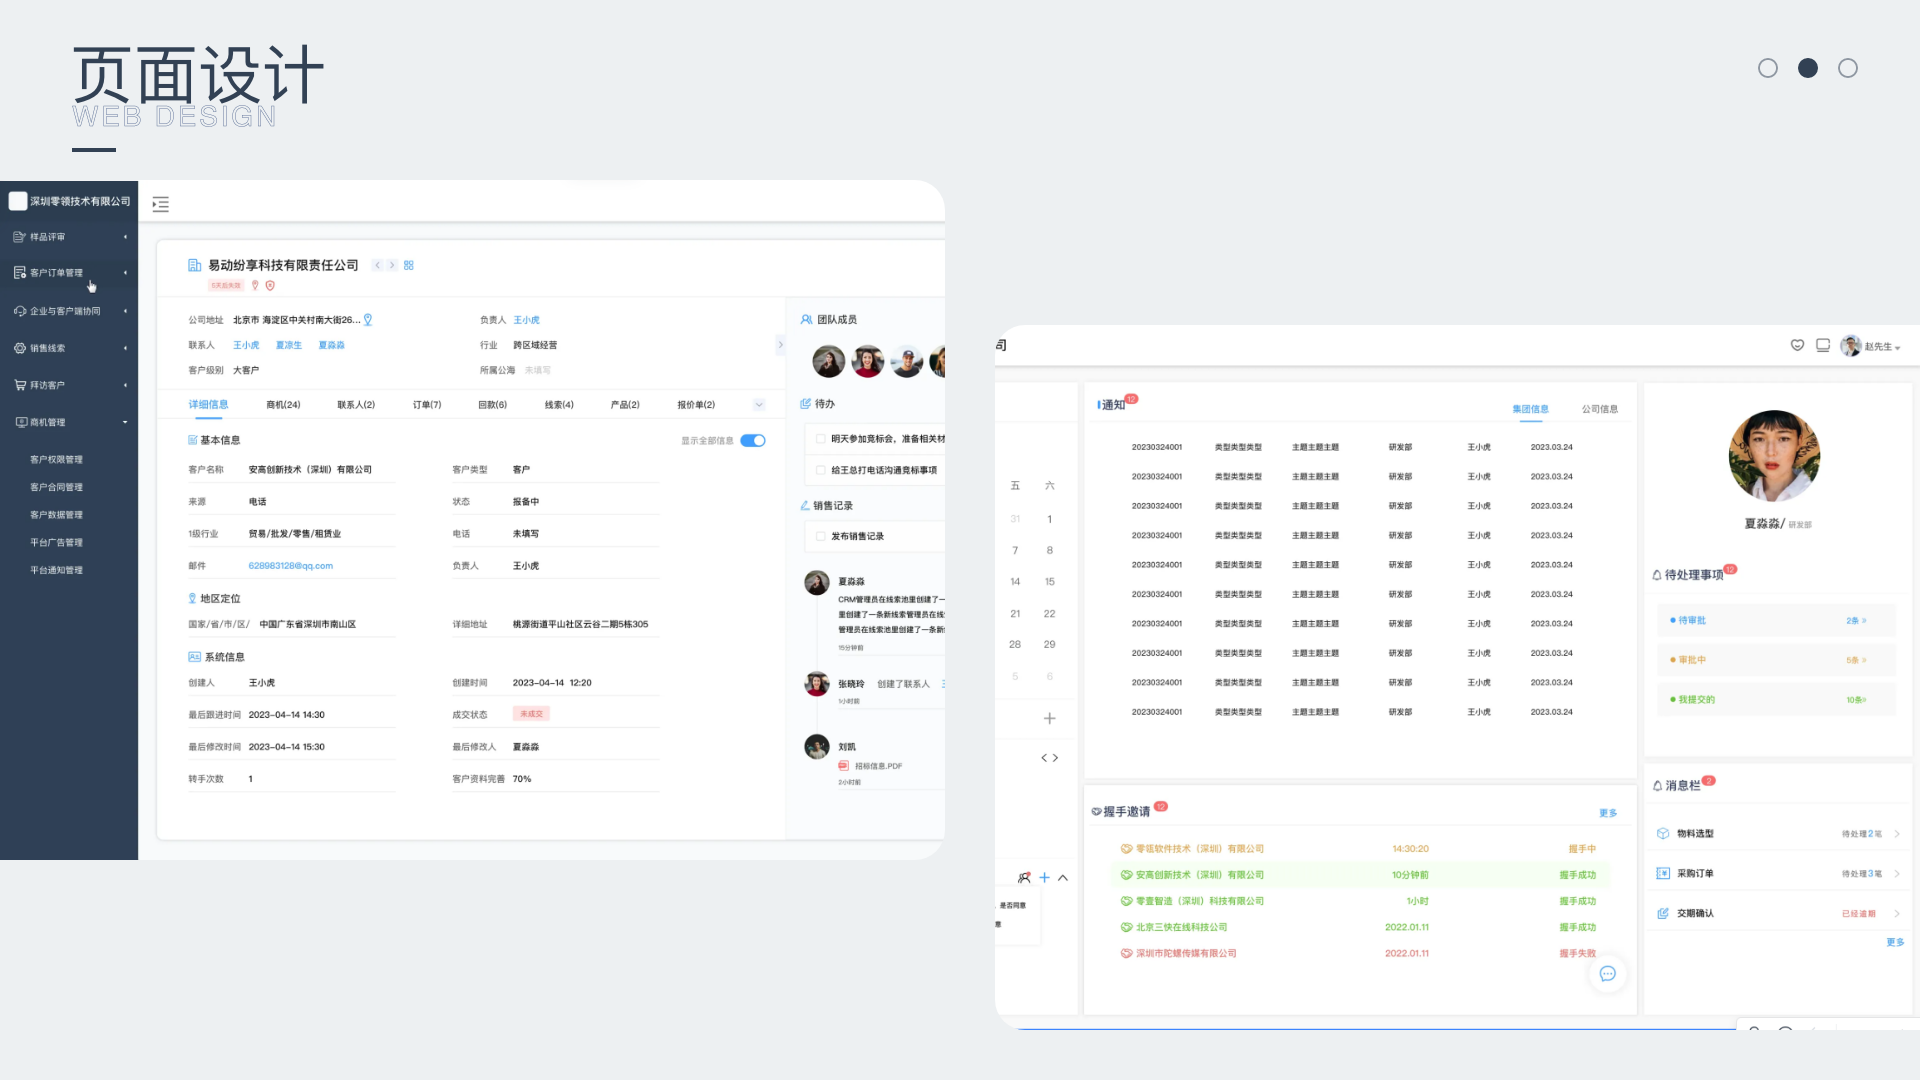 页面设计
WEB DESIGN
深圳零领技术有限公司
样品评审
客户订单管理
企业与客户端协同
销售线索
拜访客户
商机管理
客户权限管理
客户合同管理
客户数据管理
平台广告管理
平台通知管理
易动纷享科技有限责任公司
5天后失效
公司地址 北京市 海淀区中关村南大街26...
负责人 王小虎
联系人 王小虎 夏凉生 夏淼淼
行业 跨区域经营
客户级别 大客户
所属公海 未填写
详细信息 商机(24) 联系人(2) 订单(7) 回款(6) 线索(4) 产品(2) 报价单(2)
基本信息 显示全部信息
客户名称 安高创新技术（深圳）有限公司 客户类型 客户
来源 电话 状态 报备中
1级行业 贸易/批发/零售/租赁业 电话 未填写
邮件 628983128@qq.com 负责人 王小虎
地区定位
国家/省/市/区/ 中国广东省深圳市南山区 详细地址 桃源街道平山社区云谷二期5栋305
系统信息
创建人 王小虎 创建时间 2023-04-14 12:20
最后跟进时间 2023-04-14 14:30 成交状态 未成交
最后修改时间 2023-04-14 15:30 最后修改人 夏淼淼
转手次数 1 客户资料完善 70%
团队成员
待办
明天参加竞标会，准备相关材
给王总打电话沟通竞标事项
销售记录
发布销售记录
夏淼淼
CRM管理员在线索池里创建了一
里创建了一条新线索管理员在线
管理员在线索池里创建了一条新
15分钟前
张晓玲 创建了联系人
1小时前
刘凯
招标信息.PDF
2小时前
司
赵先生
五 六
31 1
7 8
14 15
21 22
28 29
5 6
是否同意
意
通知 12
集团信息 公司信息
20230324001 类型类型类型 主题主题主题 研发部 王小虎 2023.03.24
20230324001 类型类型类型 主题主题主题 研发部 王小虎 2023.03.24
20230324001 类型类型类型 主题主题主题 研发部 王小虎 2023.03.24
20230324001 类型类型类型 主题主题主题 研发部 王小虎 2023.03.24
20230324001 类型类型类型 主题主题主题 研发部 王小虎 2023.03.24
20230324001 类型类型类型 主题主题主题 研发部 王小虎 2023.03.24
20230324001 类型类型类型 主题主题主题 研发部 王小虎 2023.03.24
20230324001 类型类型类型 主题主题主题 研发部 王小虎 2023.03.24
20230324001 类型类型类型 主题主题主题 研发部 王小虎 2023.03.24
20230324001 类型类型类型 主题主题主题 研发部 王小虎 2023.03.24
握手邀请 12 更多
零瓴软件技术（深圳）有限公司 14:30:20 握手中
安高创新技术（深圳）有限公司 10分钟前 握手成功
零壹智造（深圳）科技有限公司 1小时 握手成功
北京三快在线科技公司 2022.01.11 握手成功
深圳市陀螺传媒有限公司 2022.01.11 握手失败
夏淼淼/ 研发部
待处理事项 12
待审批 2条
审批中 5条
我提交的 10条
消息栏 2
物料选型 待处理2笔
采购订单 待处理3笔
交期确认 已经逾期
更多